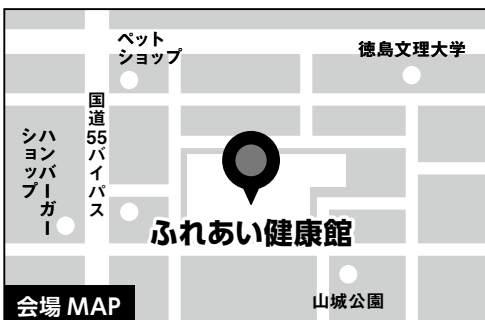 ペット
ショップ
徳島文理大学
国道55バイパス
ハンバーガー
ショップ
ふれあい健康館
山城公園
会場 MAP